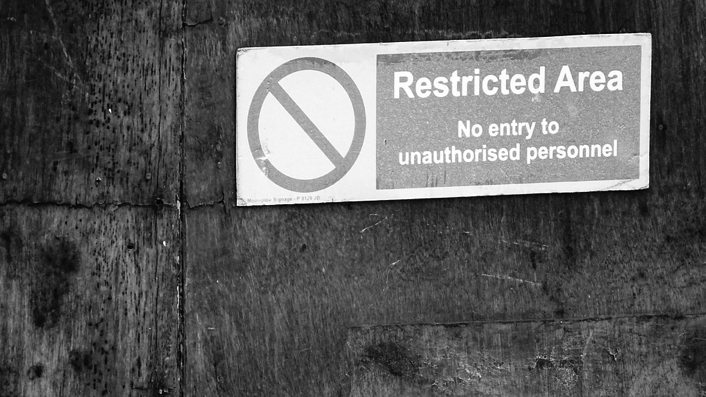 Restricted Area
No entry to
unauthorised personnel